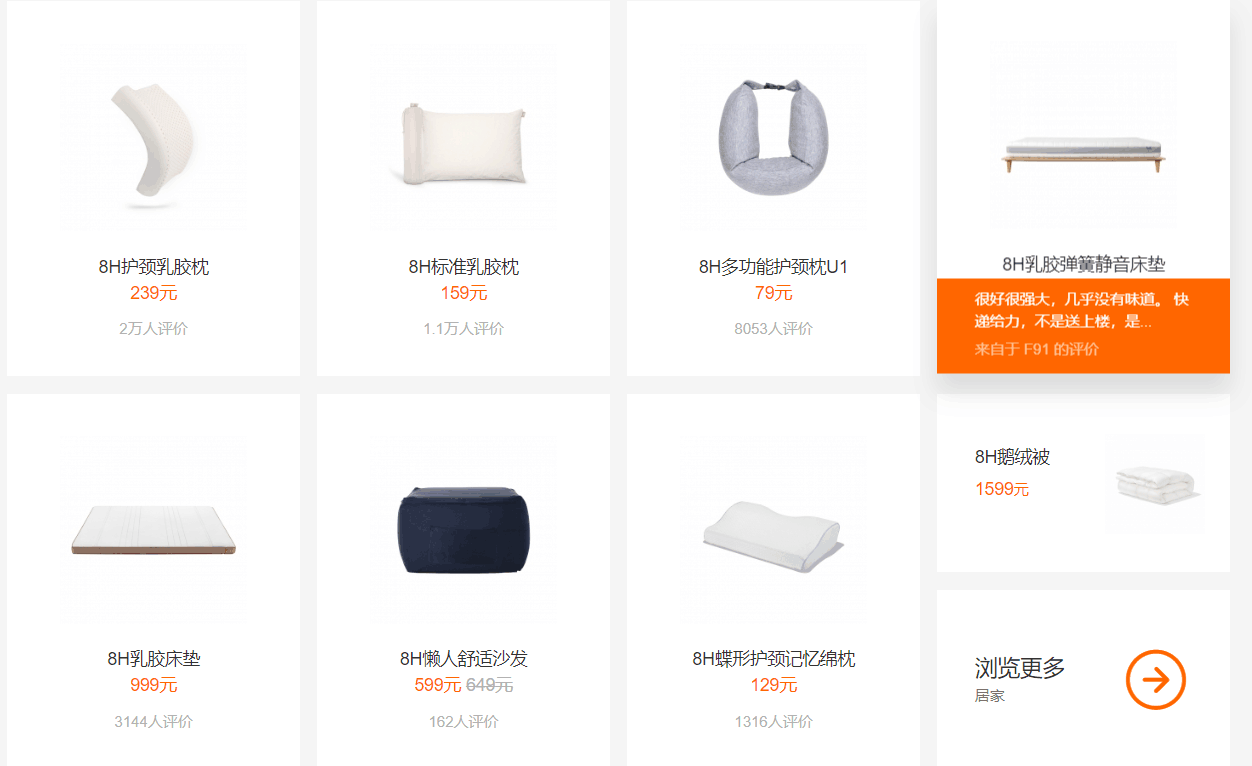 8H护颈乳胶枕
239元
2万人评价
8H标准乳胶枕
159元
1.1万人评价
8H多功能护颈枕U1
79元
8053人评价
8H乳胶弹簧静音床垫
很好很强大，几乎没有味道。 快
递给力，不是送上楼，是...
来自于 F91 的评价
8H乳胶床垫
999元
3144人评价
8H懒人舒适沙发
599元 649元
162人评价
8H蝶形护颈记忆绵枕
129元
1316人评价
8H鹅绒被
1599元
浏览更多
居家